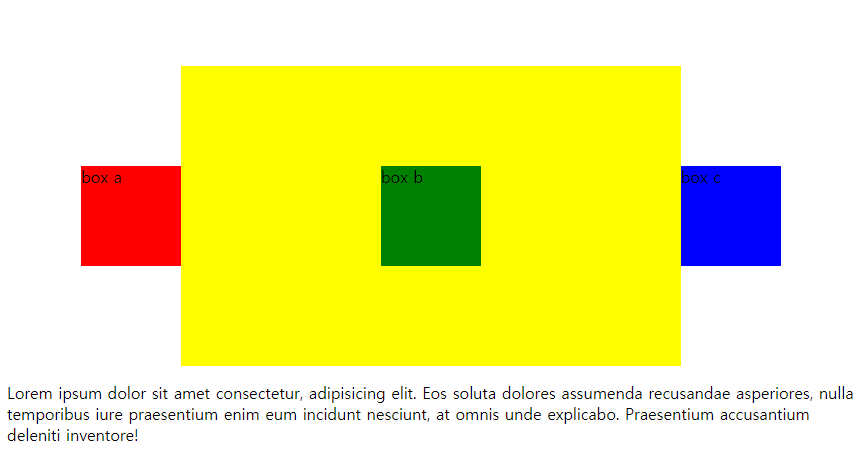 box a
box b
box c
Lorem ipsum dolor sit amet consectetur, adipisicing elit. Eos soluta dolores assumenda recusandae asperiores, nulla
temporibus iure praesentium enim eum incidunt nesciunt, at omnis unde explicabo. Praesentium accusantium
deleniti inventore!